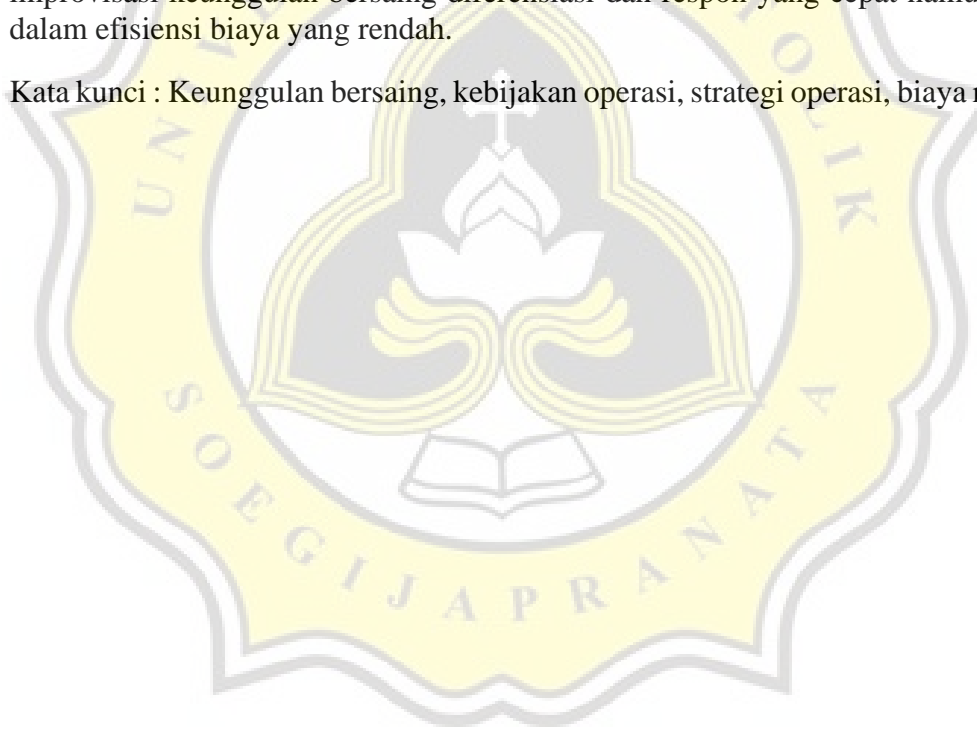 improvisasi keunggulan bersaing diferensiasi dan respon yang cepat
dalam efisiensi biaya yang rendah.
Kata kunci : Keunggulan bersaing, kebijakan operasi, strategi operasi, biaya
SOEGIJAPRANATA